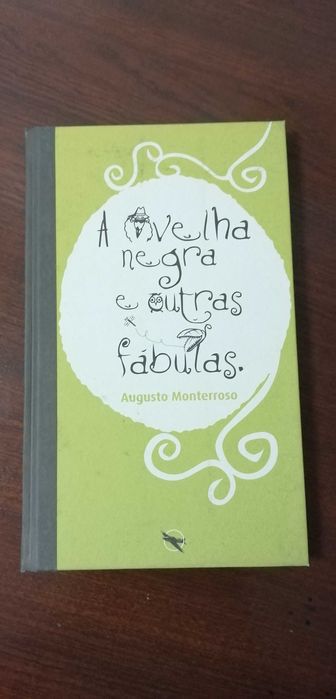 A Ovelha
negra
e outras
fábulas.
Augusto Monterroso